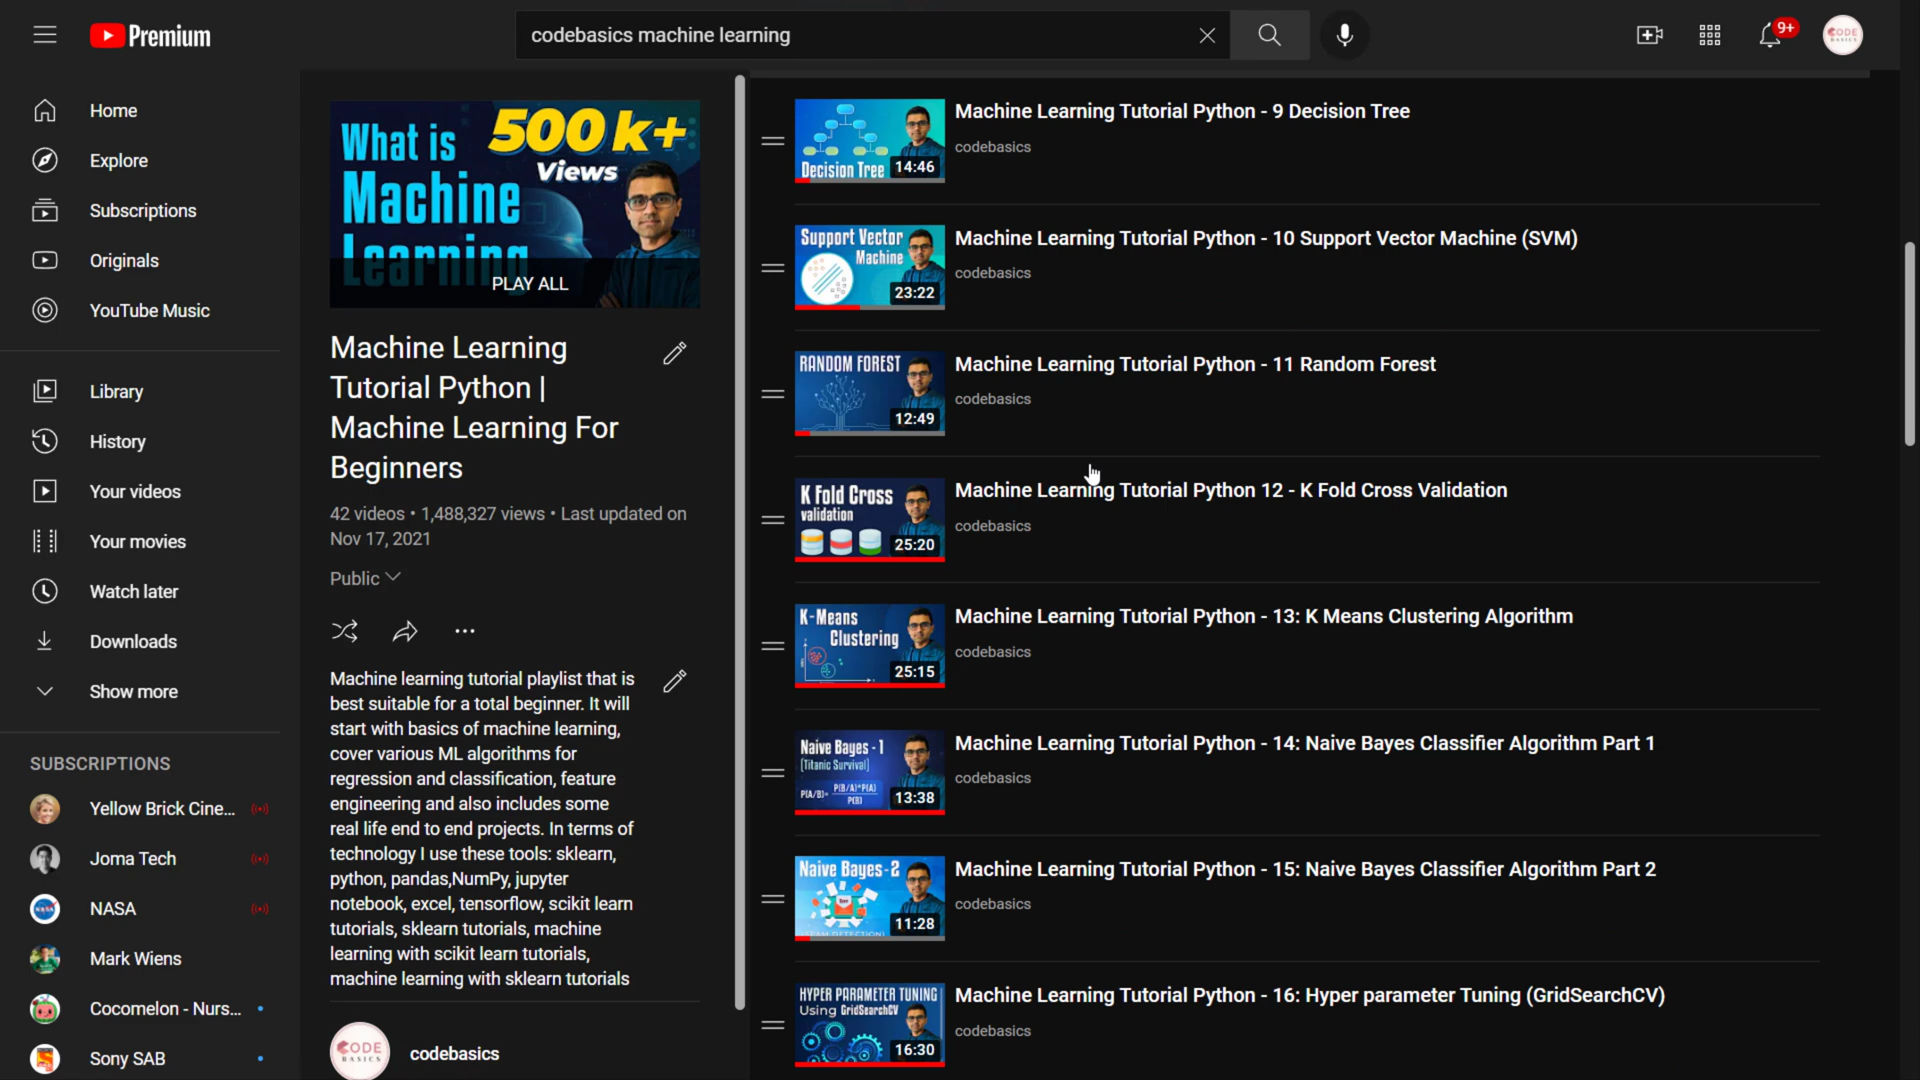 Premium
codebasics machine learning
9+
CODE
BASICS
Home
Explore
Subscriptions
Originals
YouTube Music
Library
History
Your videos
Your movies
Watch later
Downloads
Show more
SUBSCRIPTIONS
Yellow Brick Cine...
Joma Tech
NASA
Mark Wiens
Cocomelon - Nurs...
Sony SAB
What is
Machine
Learning
500 k+
Views
PLAY ALL
Machine Learning
Tutorial Python |
Machine Learning For
Beginners
42 videos • 1,488,327 views • Last updated on
Nov 17, 2021
Public
Machine learning tutorial playlist that is
best suitable for a total beginner. It will
start with basics of machine learning,
cover various ML algorithms for
regression and classification, feature
engineering and also includes some
real life end to end projects. In terms of
technology I use these tools: sklearn,
python, pandas,NumPy, jupyter
notebook, excel, tensorflow, scikit learn
tutorials, sklearn tutorials, machine
learning with scikit learn tutorials,
machine learning with sklearn tutorials
CODE
BASICS
codebasics
Decision Tree
14:46
Machine Learning Tutorial Python - 9 Decision Tree
codebasics
Support Vector
Machine
23:22
Machine Learning Tutorial Python - 10 Support Vector Machine (SVM)
codebasics
RANDOM FOREST
12:49
Machine Learning Tutorial Python - 11 Random Forest
codebasics
K Fold Cross
validation
25:20
Machine Learning Tutorial Python 12 - K Fold Cross Validation
codebasics
K-Means
Clustering
25:15
Machine Learning Tutorial Python - 13: K Means Clustering Algorithm
codebasics
Naive Bayes - 1
(Titanic Survival)
P(A/B)= P(B/A)*P(A)
P(B)
13:38
Machine Learning Tutorial Python - 14: Naive Bayes Classifier Algorithm Part 1
codebasics
Naive Bayes-2
11:28
Machine Learning Tutorial Python - 15: Naive Bayes Classifier Algorithm Part 2
codebasics
HYPER PARAMETER TUNING
Using GridSearchCV
16:30
Machine Learning Tutorial Python - 16: Hyper parameter Tuning (GridSearchCV)
codebasics